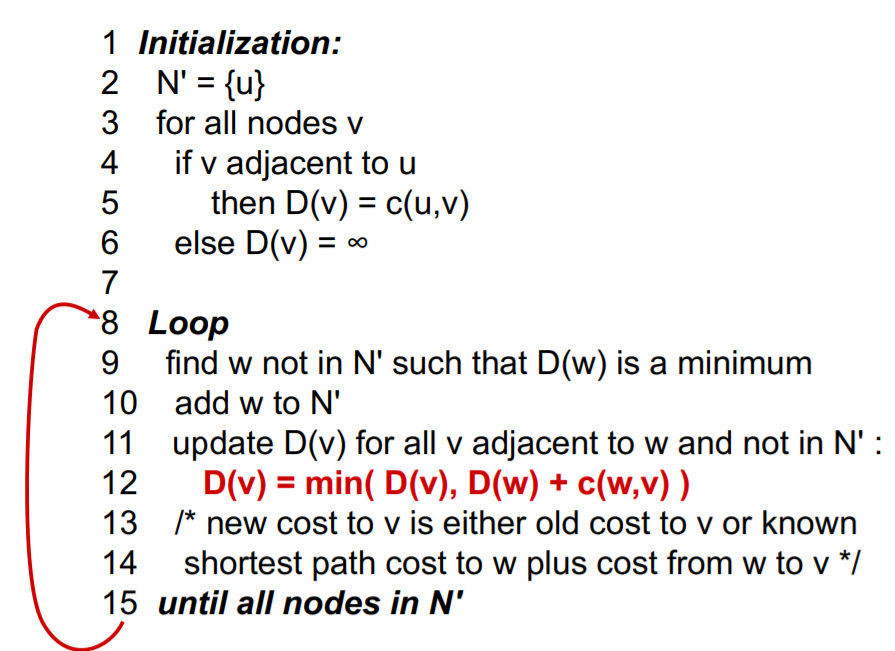 1 Initialization:
2 N' = {u}
3 for all nodes v
4 if v adjacent to u
5 then D(v) = c(u,v)
6 else D(v) = ∞
7
8 Loop
9 find w not in N' such that D(w) is a minimum
10 add w to N'
11 update D(v) for all v adjacent to w and not in N' :
12 D(v) = min( D(v), D(w) + c(w,v) )
13 /* new cost to v is either old cost to v or known
14 shortest path cost to w plus cost from w to v */
15 until all nodes in N'